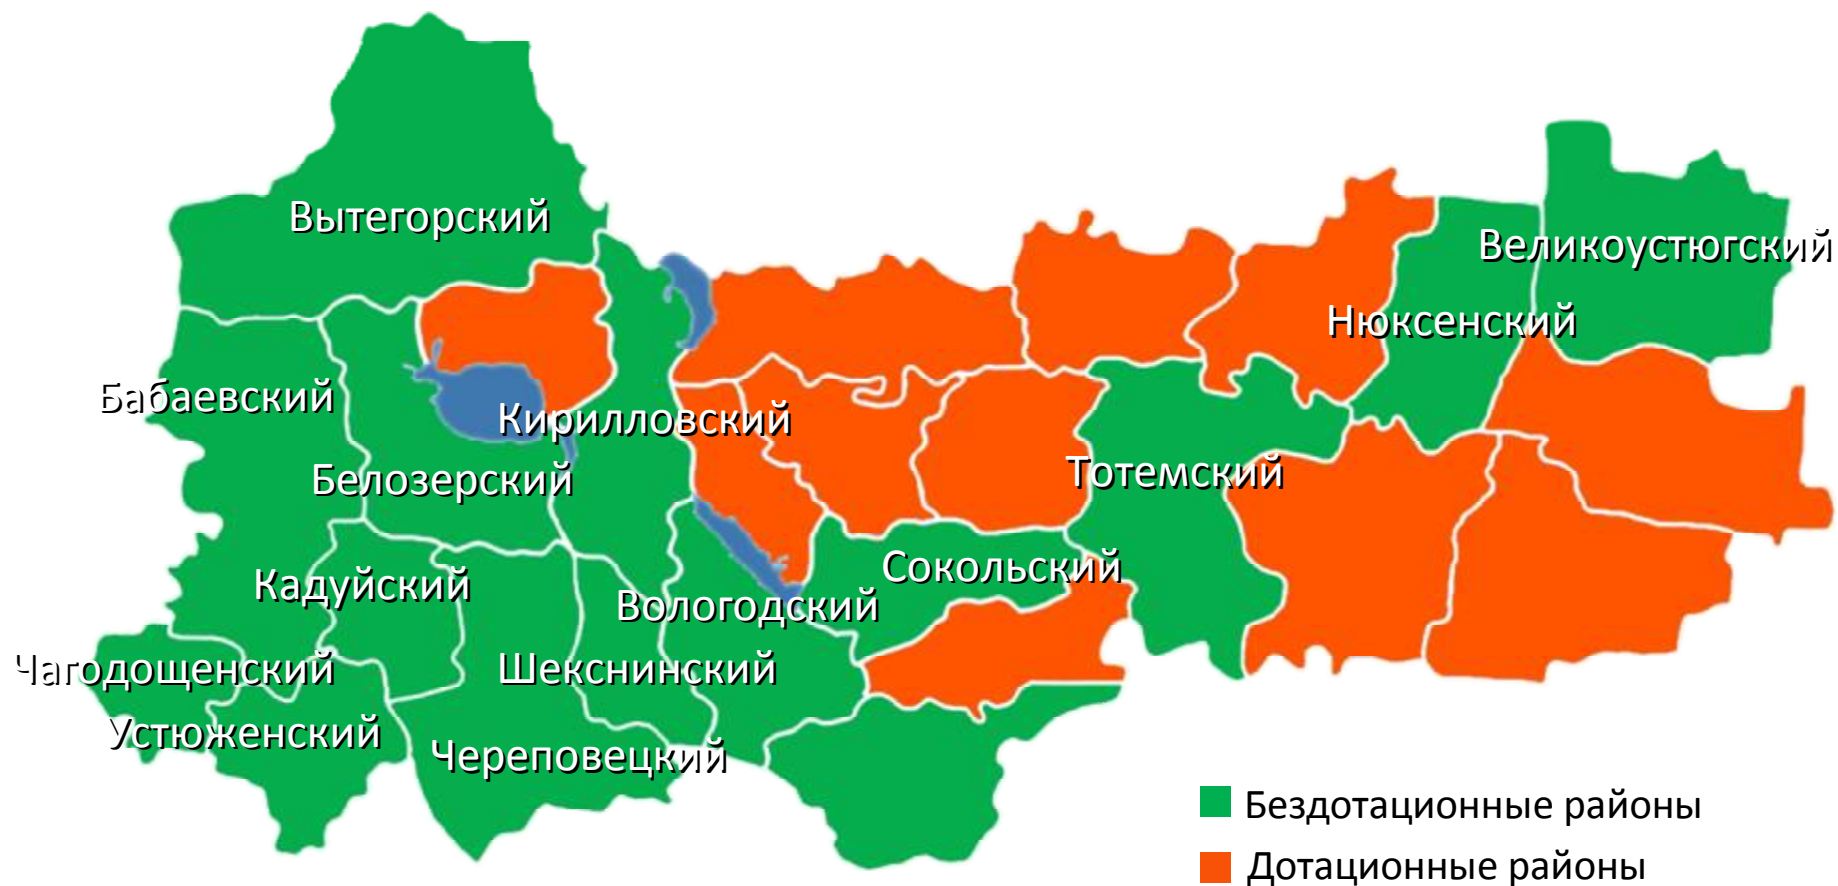 Вытегорский
Великоустюгский
Нюксенский
Бабаевский
Кирилловский
Белозерский
Тотемский
Сокольский
Кадуйский
Вологодский
Чагодощенский
Шекснинский
Устюженский
Череповецкий
Бездотационные районы
Дотационные районы